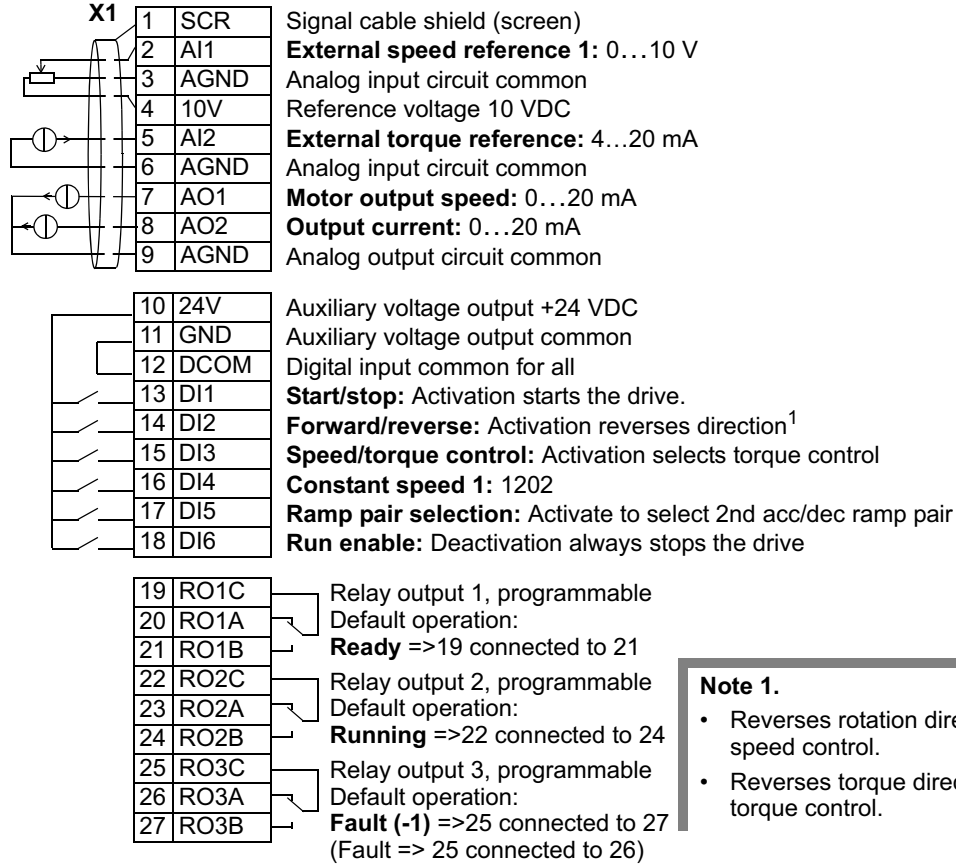 X1
1 SCR Signal cable shield (screen)
2 AI1 External speed reference 1: 0…10 V
3 AGND Analog input circuit common
4 10V Reference voltage 10 VDC
5 AI2 External torque reference: 4…20 mA
6 AGND Analog input circuit common
7 AO1 Motor output speed: 0…20 mA
8 AO2 Output current: 0…20 mA
9 AGND Analog output circuit common
10 24V Auxiliary voltage output +24 VDC
11 GND Auxiliary voltage output common
12 DCOM Digital input common for all
13 DI1 Start/stop: Activation starts the drive.
14 DI2 Forward/reverse: Activation reverses direction1
15 DI3 Speed/torque control: Activation selects torque control
16 DI4 Constant speed 1: 1202
17 DI5 Ramp pair selection: Activate to select 2nd acc/dec ramp pair
18 DI6 Run enable: Deactivation always stops the drive
19 RO1C Relay output 1, programmable
20 RO1A Default operation:
21 RO1B Ready =>19 connected to 21
22 RO2C Relay output 2, programmable
23 RO2A Default operation:
24 RO2B Running =>22 connected to 24
25 RO3C Relay output 3, programmable
26 RO3A Default operation:
27 RO3B Fault (-1) =>25 connected to 27
(Fault => 25 connected to 26)
Note 1.
• Reverses rotation
speed control.
• Reverses torque
torque control.